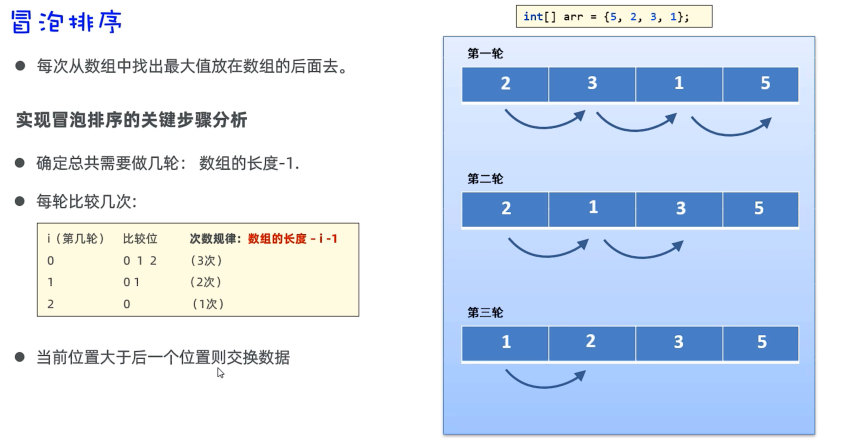 冒泡排序
每次从数组中找出最大值放在数组的后面去。
实现冒泡排序的关键步骤分析
确定总共需要做几轮： 数组的长度-1.
每轮比较几次:
i（第几轮） 比较位 次数规律：数组的长度 – i -1
0 0 1 2 （3次）
1 0 1 （2次）
2 0 （1次）
当前位置大于后一个位置则交换数据
int[] arr = {5, 2, 3, 1};
第一轮
2 3 1 5
第二轮
2 1 3 5
第三轮
1 2 3 5